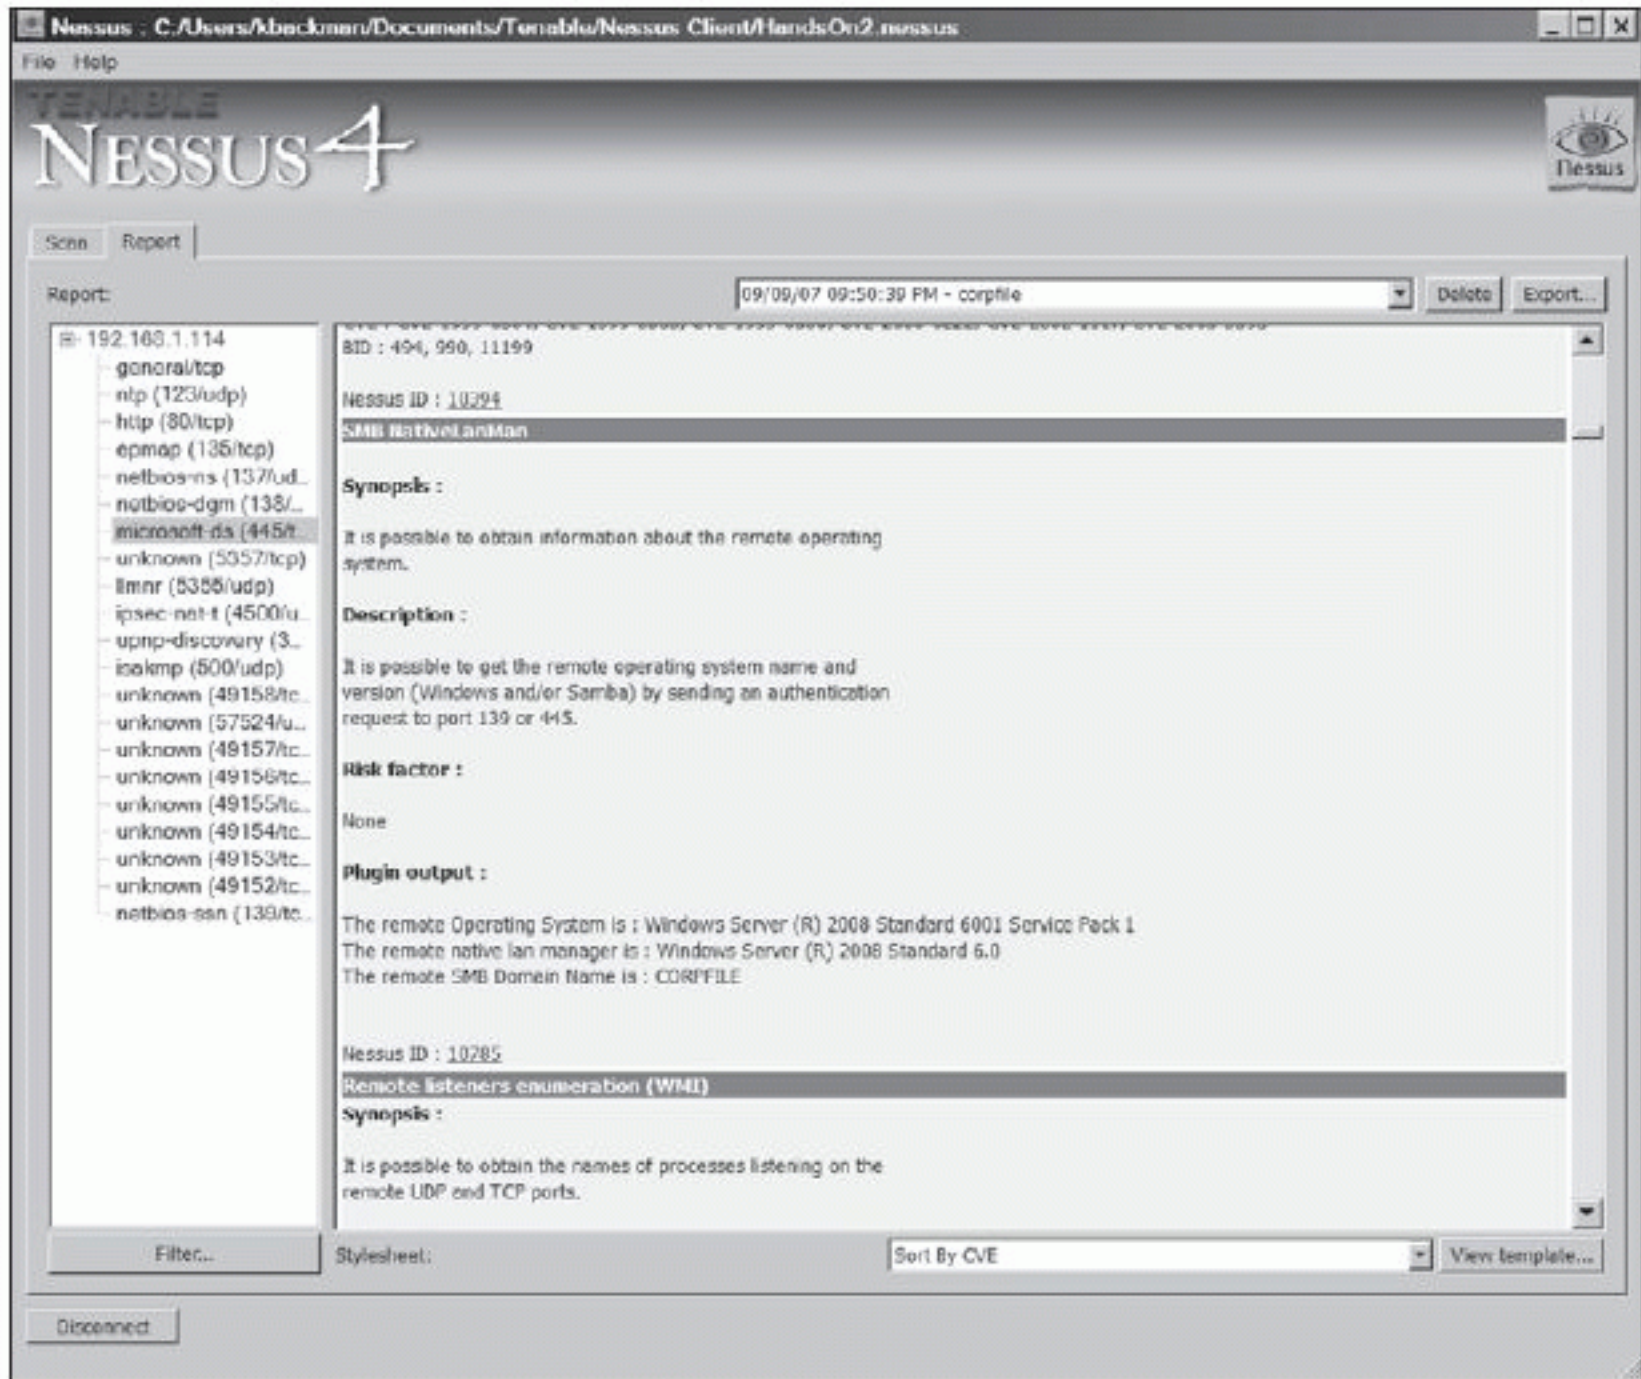 Nessus : C:/Users/kbackman/Documents/Tenable/Nessus Client/HandsOn2.nessus
File Help
TENABLE
NESSUS 4
Nessus
Scan Report
Report:
09/09/07 09:50:39 PM - corpfile
Delete Export...
192.168.1.114
general/tcp
ntp (123/udp)
http (80/tcp)
epmap (135/tcp)
netbios-ns (137/ud...
netbios-dgm (138/...
microsoft-ds (445/t...
unknown (5357/tcp)
llmnr (5355/udp)
ipsec-nat-t (4500/u...
upnp-discovery (3...
isakmp (500/udp)
unknown (49158/tc...
unknown (57524/u...
unknown (49157/tc...
unknown (49156/tc...
unknown (49155/tc...
unknown (49154/tc...
unknown (49153/tc...
unknown (49152/tc...
netbios-ssn (139/tc...
BID : 494, 990, 11199
Nessus ID : 10394
SMB NativeLanMan
Synopsis :
It is possible to obtain information about the remote operating
system.
Description :
It is possible to get the remote operating system name and
version (Windows and/or Samba) by sending an authentication
request to port 139 or 445.
Risk factor :
None
Plugin output :
The remote Operating System is : Windows Server (R) 2008 Standard 6001 Service Pack 1
The remote native lan manager is : Windows Server (R) 2008 Standard 6.0
The remote SMB Domain Name is : CORPFILE
Nessus ID : 10785
Remote listeners enumeration (WMI)
Synopsis :
It is possible to obtain the names of processes listening on the
remote UDP and TCP ports.
Filter...
Stylesheet:
Sort By CVE
View template...
Disconnect